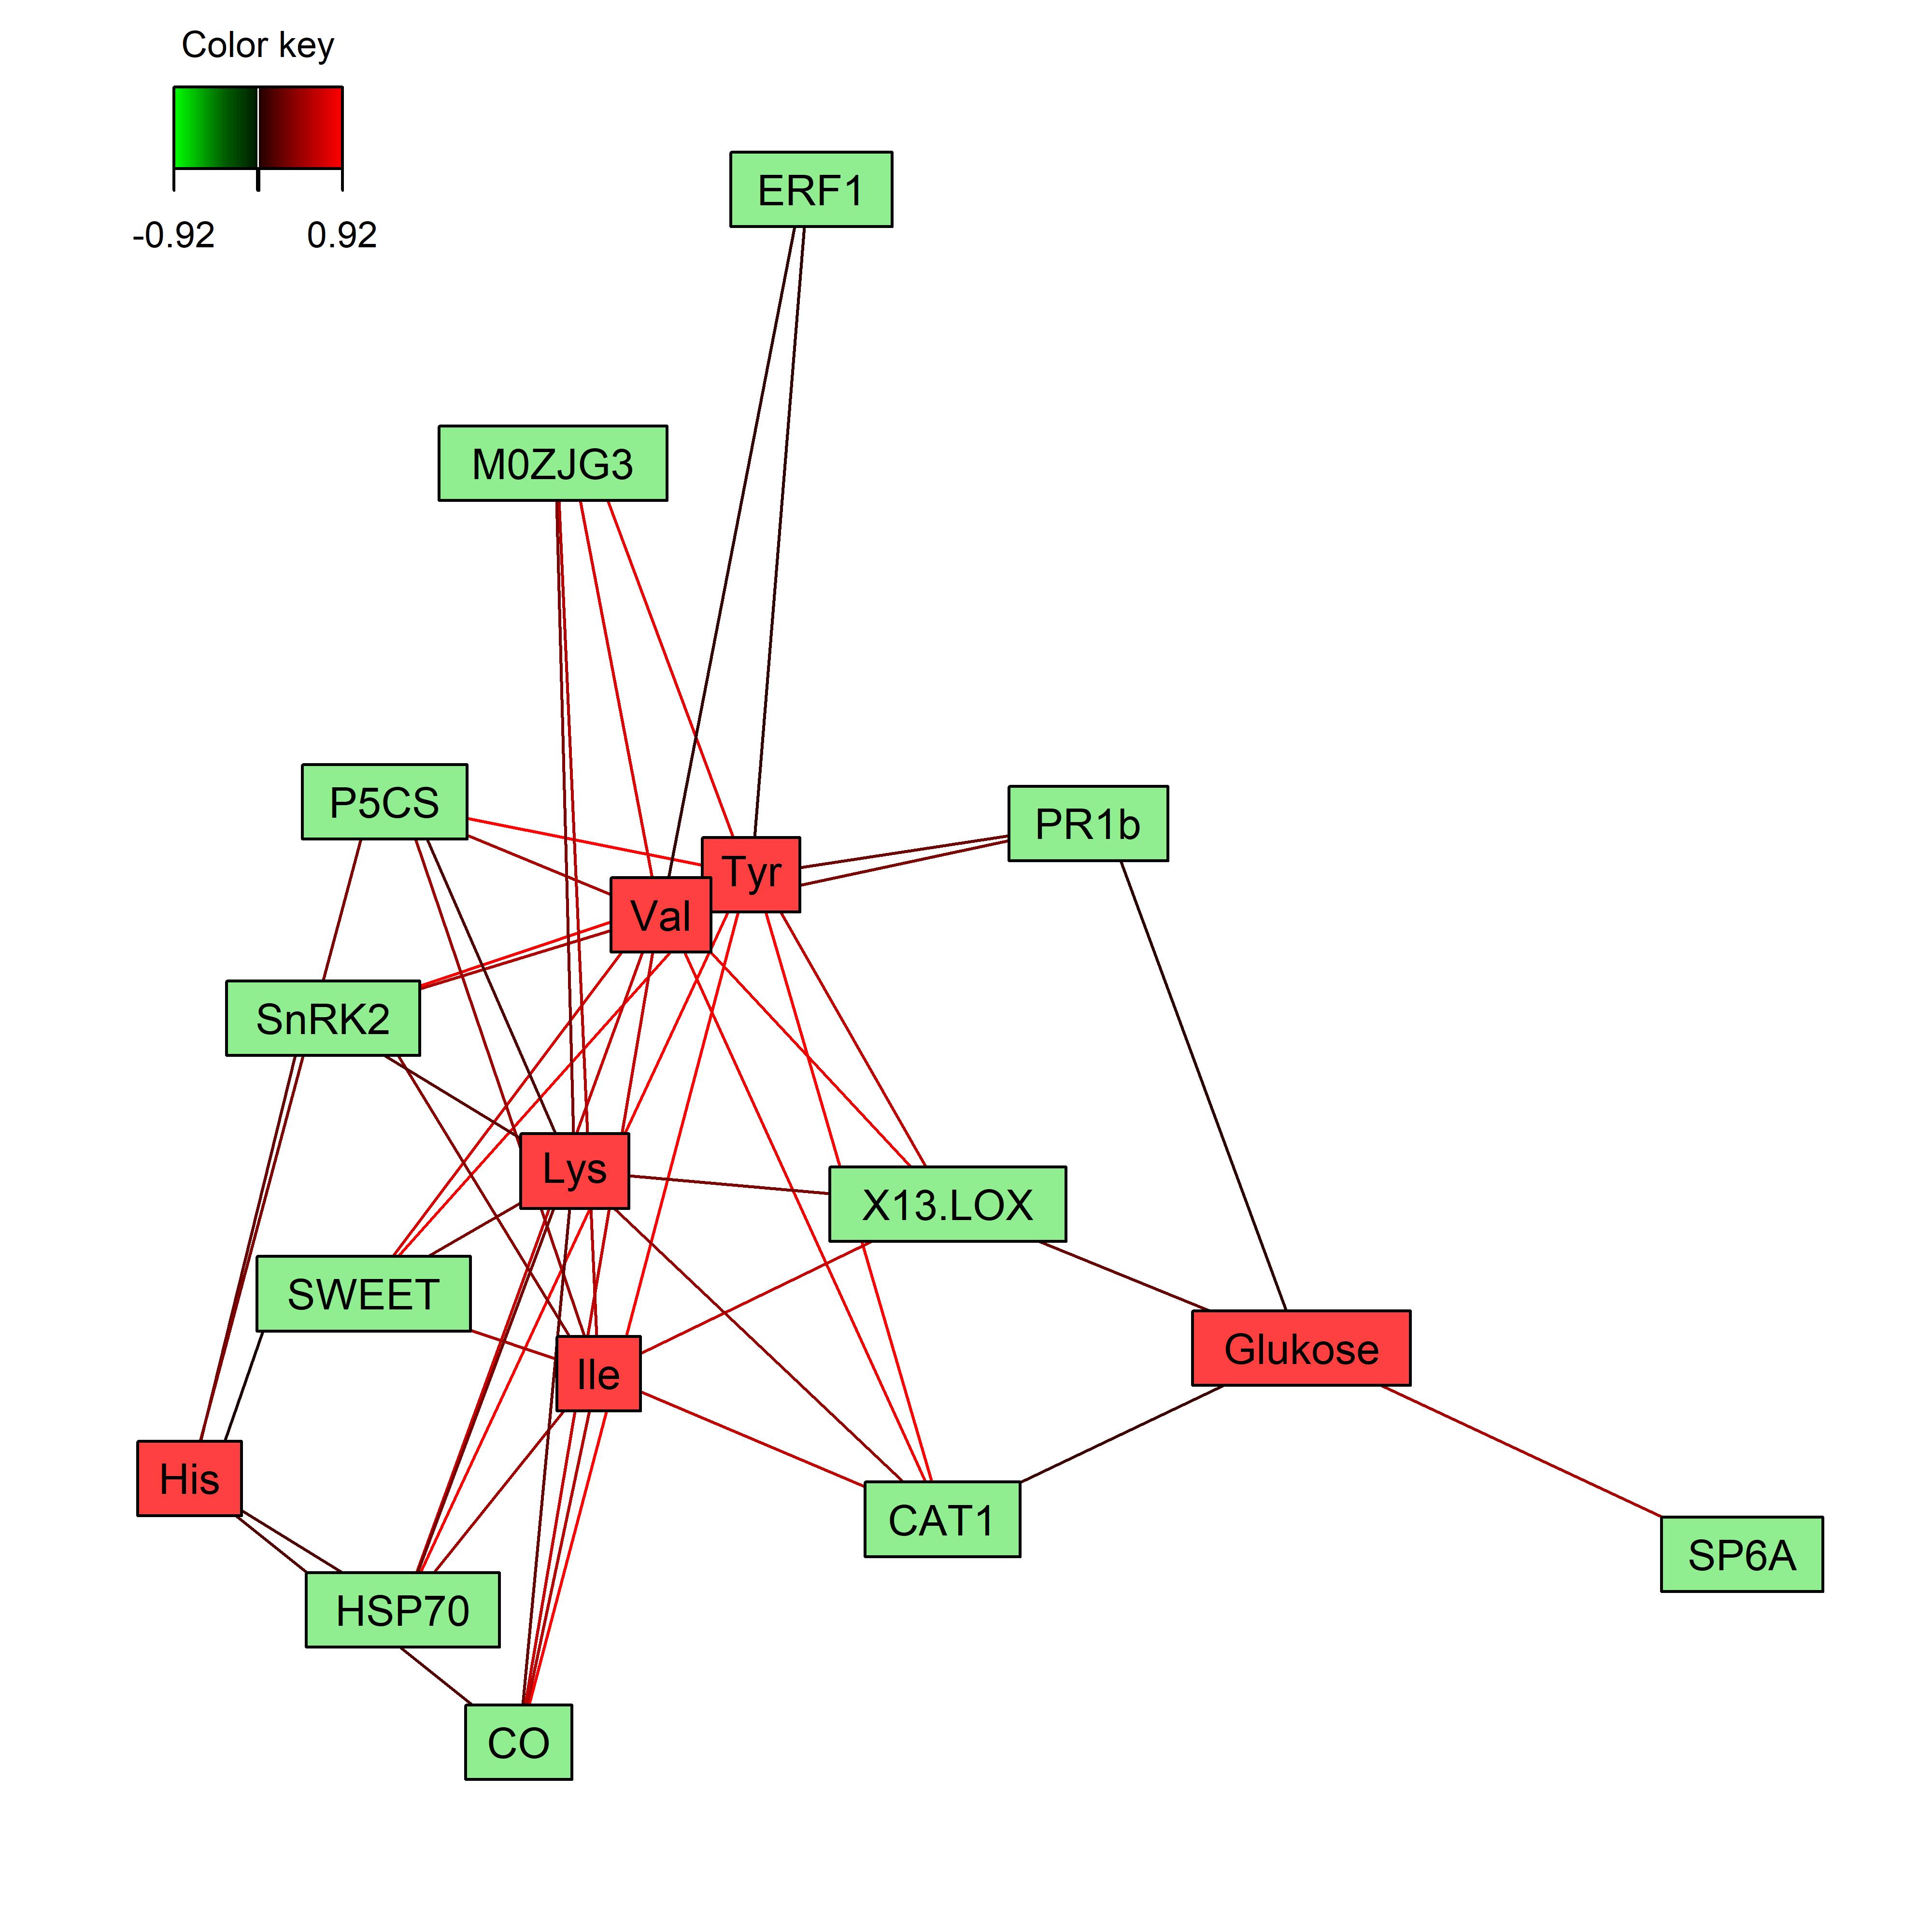 Color key
-0.92 0.92
ERF1
M0ZJG3
P5CS
PR1b
Tyr
Val
SnRK2
Lys
X13.LOX
SWEET
Glukose
Ile
His
CAT1
SP6A
HSP70
CO